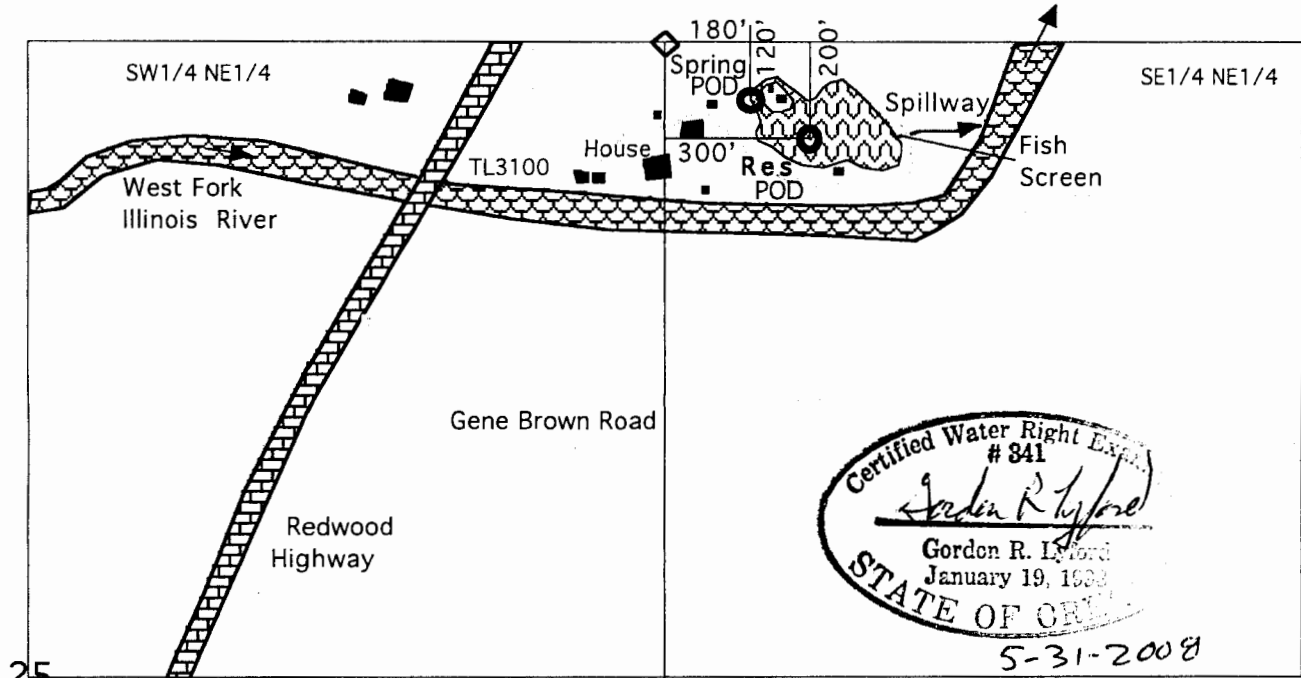 180'
120'
200'
SW1/4 NE1/4
Spring
POD
SE1/4 NE1/4
Spillway
House
TL3100
300'
Res
POD
Fish
Screen
West Fork
Illinois River
Gene Brown Road
Redwood
Highway
Certified Water Right
# 341
Gordon R. Lyford
January 19,
STATE OF
5-31-2008
25